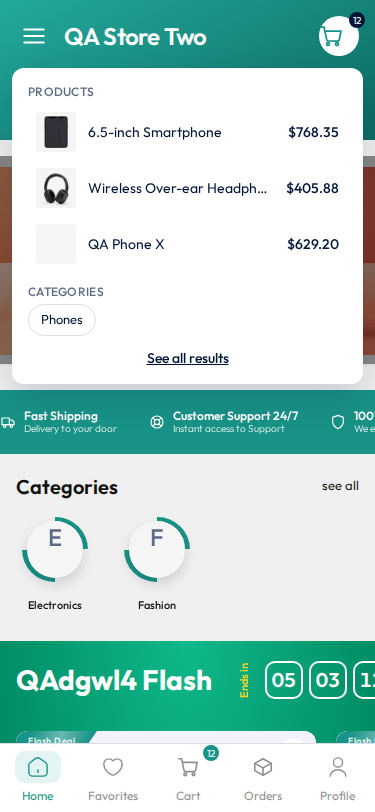 QA Store Two
12
PRODUCTS
6.5-inch Smartphone
$768.35
Wireless Over-ear Headph...
$405.88
QA Phone X
$629.20
CATEGORIES
Phones
See all results
Fast Shipping
Delivery to your door
Customer Support 24/7
Instant access to Support
Categories
see all
E
F
Electronics
Fashion
QAdgwl4 Flash
Ends in
05
03
Flash Deal
12
Home
Favorites
Cart
Orders
Profile